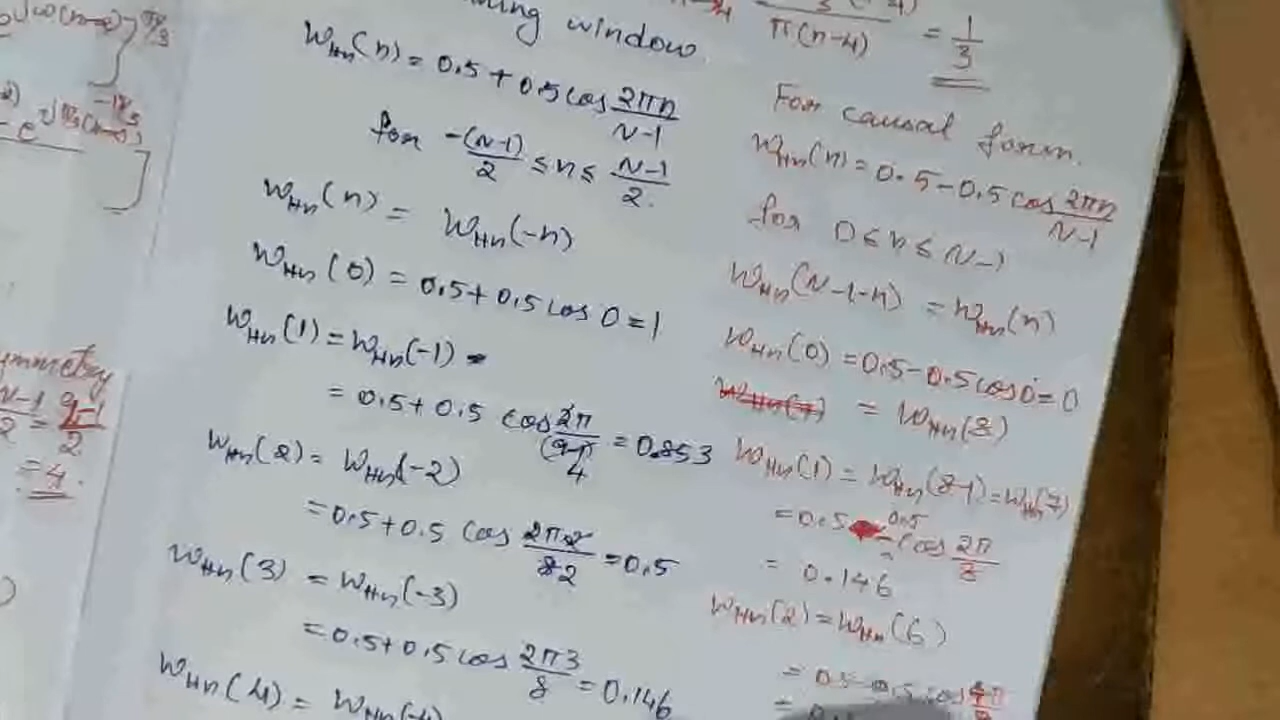 window.
W_Hn(n) = 0.5 + 0.5 cos 2πn/N-1
for -(N-1)/2 ≤ n ≤ N-1/2.
W_Hn(n) = W_Hn(-n)
W_Hn(0) = 0.5 + 0.5 cos 0 = 1
W_Hn(1) = W_Hn(-1)
= 0.5 + 0.5 cos 2π/(9-1) 4 = 0.853
W_Hn(2) = W_Hn(-2)
= 0.5 + 0.5 cos 2π2/82 = 0.5
W_Hn(3) = W_Hn(-3)
= 0.5 + 0.5 cos 2π3/8 = 0.146
W_Hn(4) = W_Hn(-4)
π(n-4) = 1/3
For causal form.
W_Hn(n) = 0.5 - 0.5 cos 2πn/N-1
for 0 ≤ n ≤ N-1
W_Hn(N-1-n) = W_Hn(n)
W_Hn(0) = 0.5 - 0.5 cos 0 = 0
= W_Hn(8)
W_Hn(1) = W_Hn(8-1) = W_Hn(7)
= 0.5 - 0.5 cos 2π/8
= 0.146
W_Hn(2) = W_Hn(6)
N-1/2 = 9-1/2
= 4